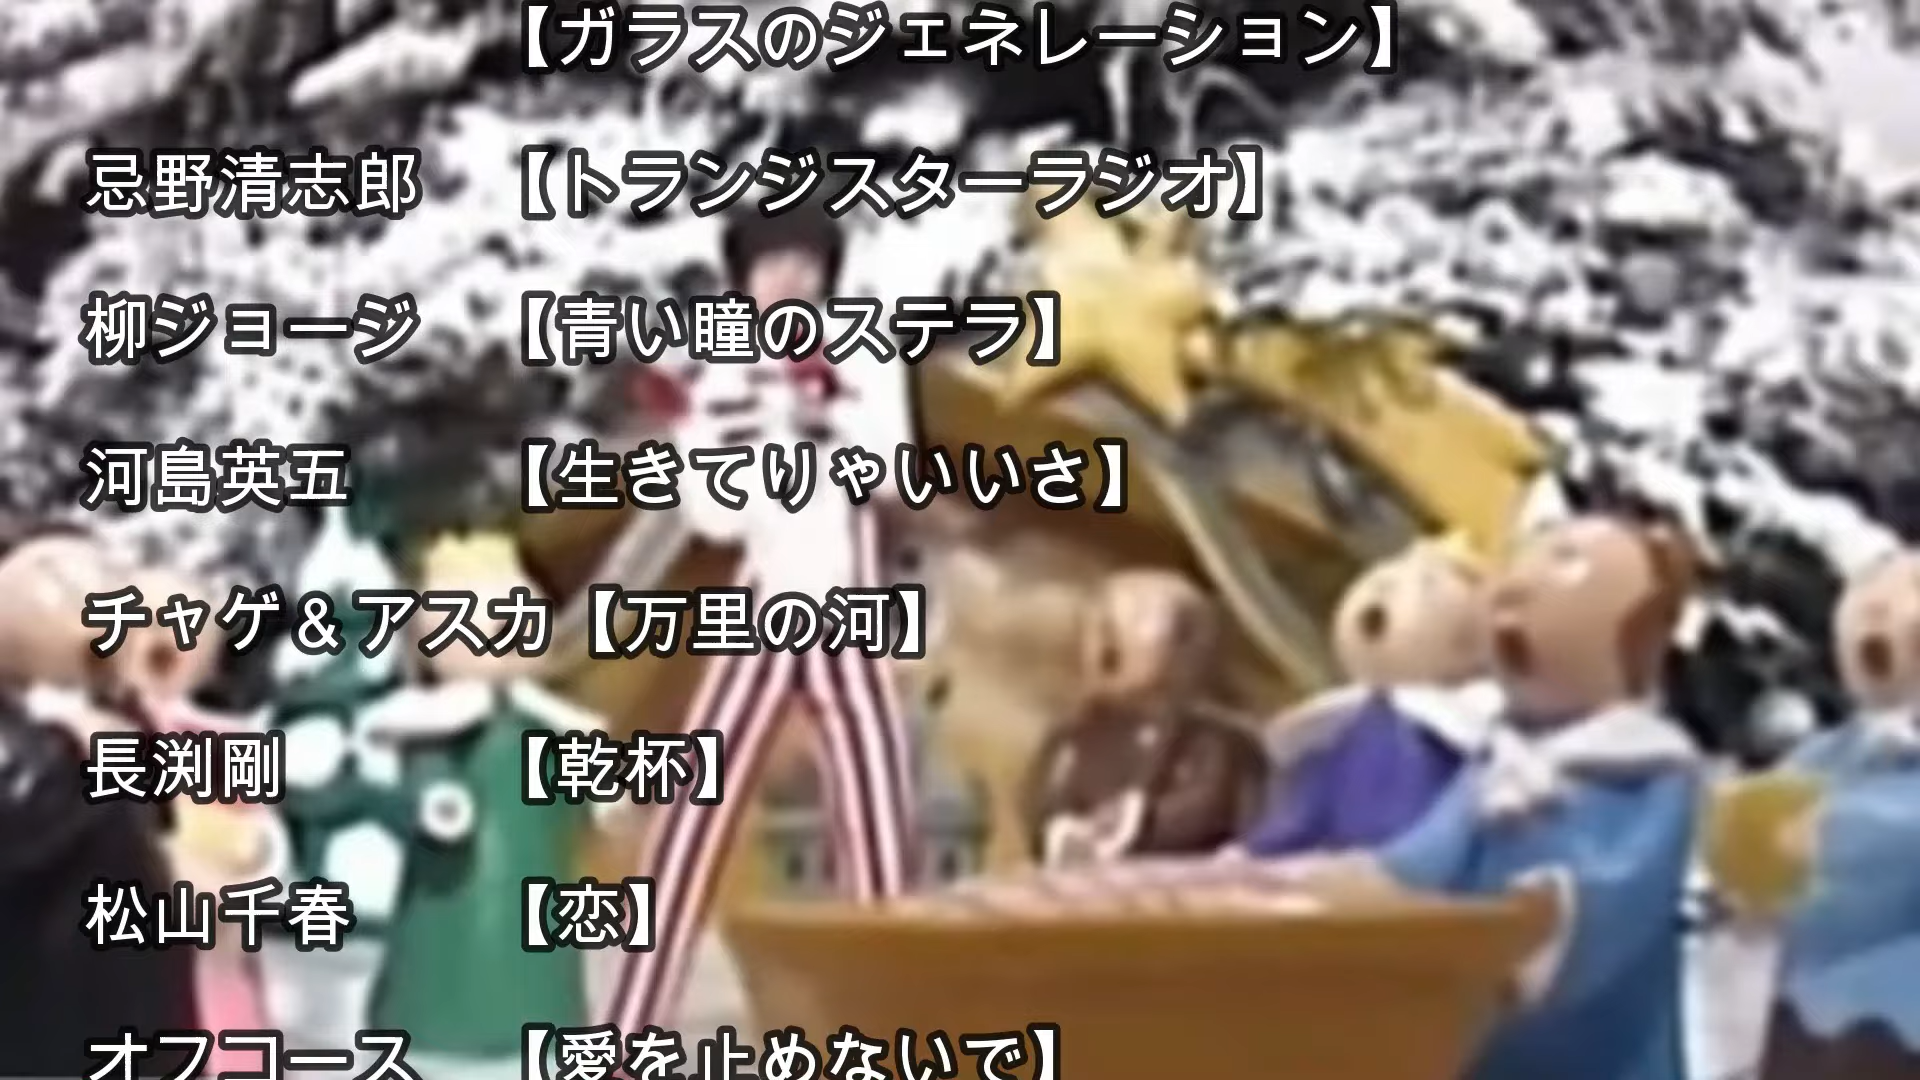 【ガラスのジェネレーション】
忌野清志郎 【トランジスターラジオ】
柳ジョージ 【青い瞳のステラ】
河島英五 【生きてりゃいいさ】
チャゲ＆アスカ【万里の河】
長渕剛 【乾杯】
松山千春 【恋】
オフコース 【愛を止めないで】